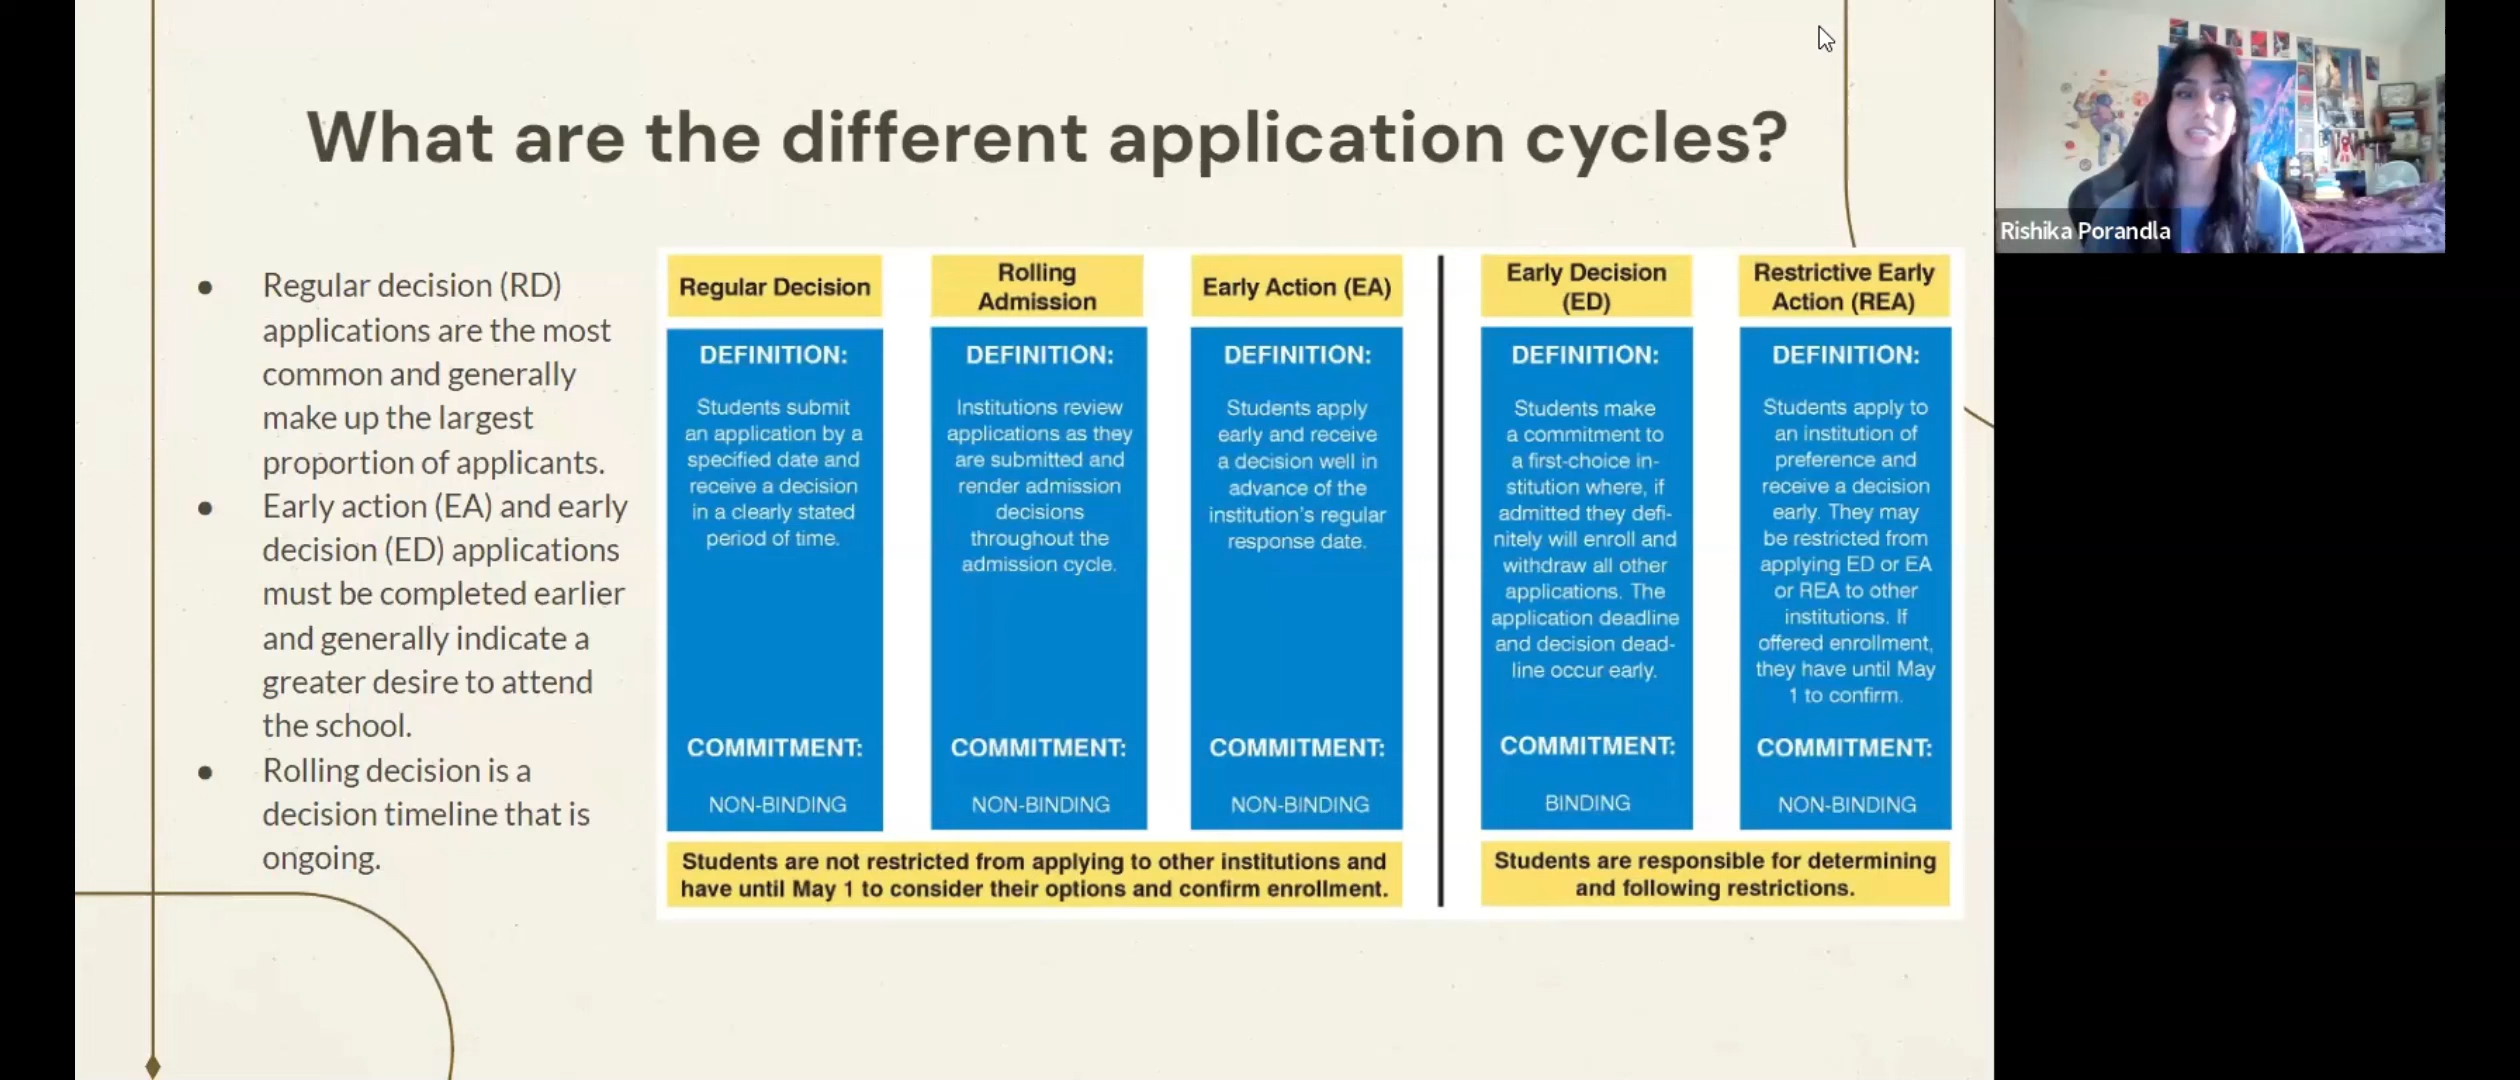 What are the different application cycles?
● Regular decision (RD)
applications are the most
common and generally
make up the largest
proportion of applicants.
● Early action (EA) and early
decision (ED) applications
must be completed earlier
and generally indicate a
greater desire to attend
the school.
● Rolling decision is a
decision timeline that is
ongoing.
Regular Decision
DEFINITION:
Students submit
an application by a
specified date and
receive a decision
in a clearly stated
period of time.
COMMITMENT:
NON-BINDING
Rolling
Admission
DEFINITION:
Institutions review
applications as they
are submitted and
render admission
decisions
throughout the
admission cycle.
COMMITMENT:
NON-BINDING
Early Action (EA)
DEFINITION:
Students apply
early and receive
a decision well in
advance of the
institution's regular
response date.
COMMITMENT:
NON-BINDING
Students are not restricted from applying to other institutions and
have until May 1 to consider their options and confirm enrollment.
Early Decision
(ED)
DEFINITION:
Students make
a commitment to
a first-choice in-
stitution where, if
admitted they defi-
nitely will enroll and
withdraw all other
applications. The
application deadline
and decision dead-
line occur early.
COMMITMENT:
BINDING
Restrictive Early
Action (REA)
DEFINITION:
Students apply to
an institution of
preference and
receive a decision
early. They may
be restricted from
applying ED or EA
or REA to other
institutions. If
offered enrollment,
they have until May
1 to confirm.
COMMITMENT:
NON-BINDING
Students are responsible for determining
and following restrictions.
Rishika Porandla